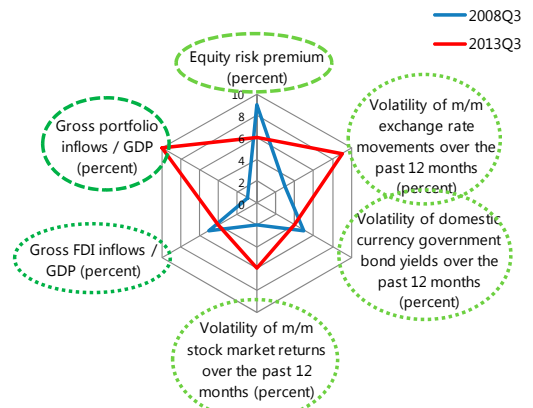 2008Q3
2013Q3
Equity risk premium
(percent)
Volatility of m/m
exchange rate
movements over the
past 12 months
(percent)
Volatility of domestic
currency government
bond yields over the
past 12 months
(percent)
Volatility of m/m
stock market returns
over the past 12
months (percent)
Gross FDI inflows /
GDP (percent)
Gross portfolio
inflows / GDP
(percent)
10
8
6
4
2
0